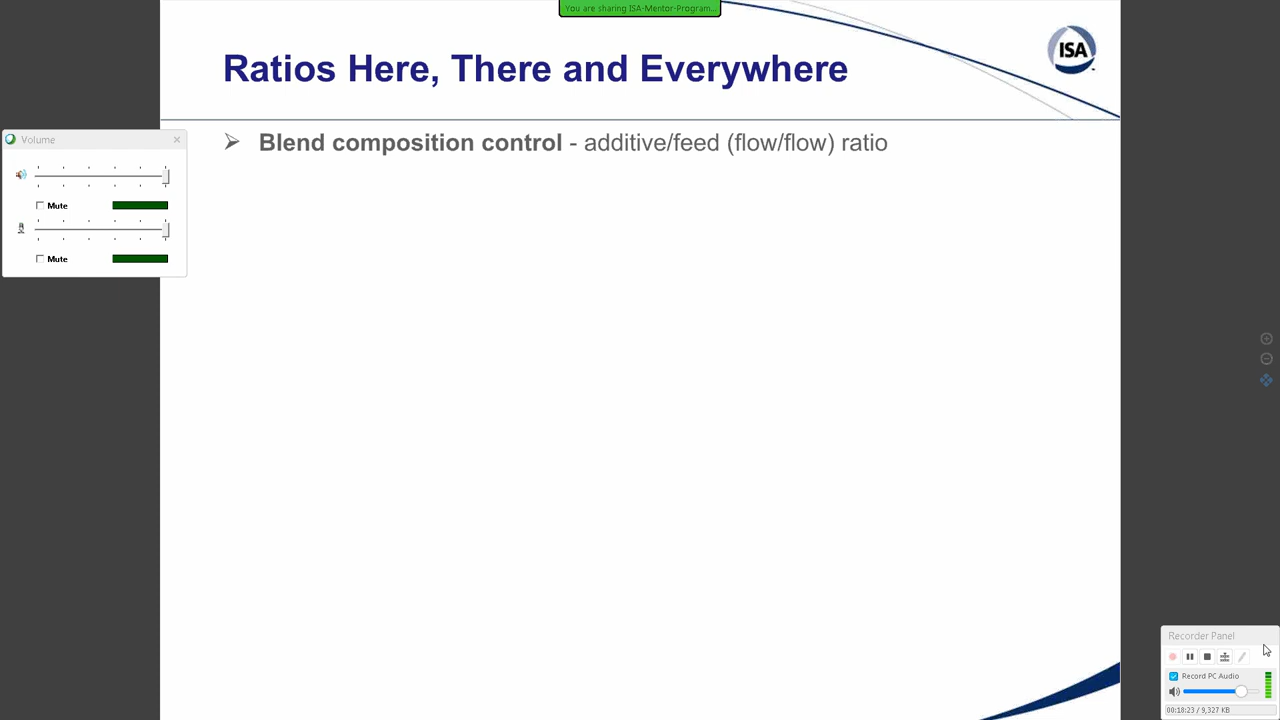 You are sharing ISA-Mentor-Program...
Ratios Here, There and Everywhere
ISA
Volume
➢ Blend composition control - additive/feed (flow/flow) ratio
Mute
Mute
Recorder Panel
Record PC Audio
00:18:23 / 9,327 KB